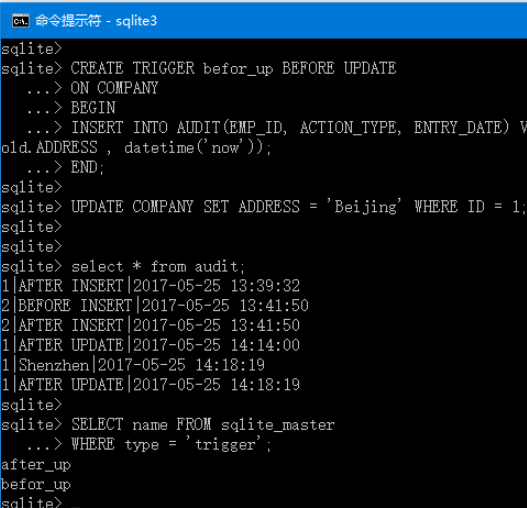 命令提示符 - sqlite3
sqlite>
sqlite> CREATE TRIGGER befor_up BEFORE UPDATE
...> ON COMPANY
...> BEGIN
...> INSERT INTO AUDIT(EMP_ID, ACTION_TYPE, ENTRY_DATE) V
old.ADDRESS , datetime('now'));
...> END;
sqlite>
sqlite> UPDATE COMPANY SET ADDRESS = 'Beijing' WHERE ID = 1;
sqlite>
sqlite>
sqlite> select * from audit;
1|AFTER INSERT|2017-05-25 13:39:32
2|BEFORE INSERT|2017-05-25 13:41:50
2|AFTER INSERT|2017-05-25 13:41:50
1|AFTER UPDATE|2017-05-25 14:14:00
1|Shenzhen|2017-05-25 14:18:19
1|AFTER UPDATE|2017-05-25 14:18:19
sqlite>
sqlite> SELECT name FROM sqlite_master
...> WHERE type = 'trigger';
after_up
befor_up
sqlite>